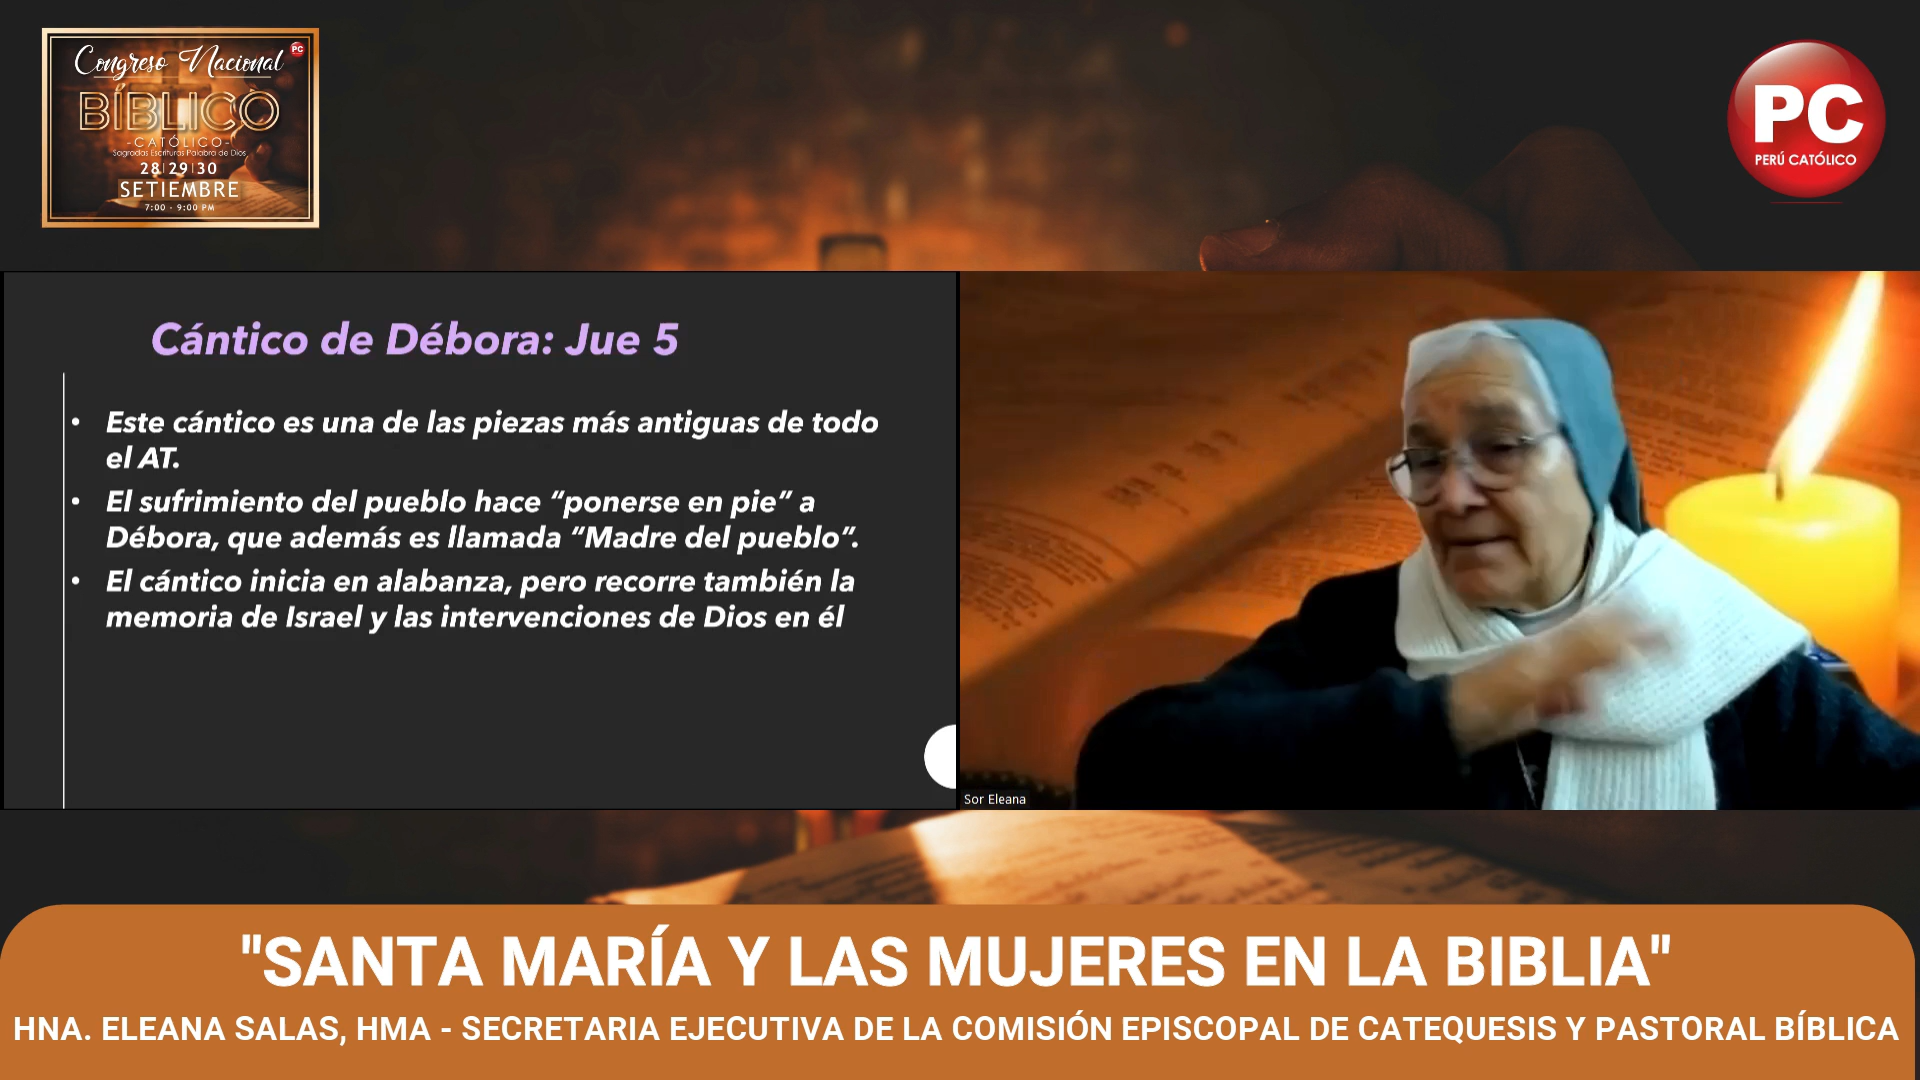 Congreso Nacional
PC
BÍBLICO
-CATÓLICO-
Sagradas Escrituras Palabra de Dios
28|29|30
SETIEMBRE
7:00 - 9:00 PM
PC
PERÚ CATÓLICO
Cántico de Débora: Jue 5
• Este cántico es una de las piezas más antiguas de todo
el AT.
• El sufrimiento del pueblo hace “ponerse en pie” a
Débora, que además es llamada “Madre del pueblo”.
• El cántico inicia en alabanza, pero recorre también la
memoria de Israel y las intervenciones de Dios en él
Sor Eleana
"SANTA MARÍA Y LAS MUJERES EN LA BIBLIA"
HNA. ELEANA SALAS, HMA - SECRETARIA EJECUTIVA DE LA COMISIÓN EPISCOPAL DE CATEQUESIS Y PASTORAL BÍBLICA